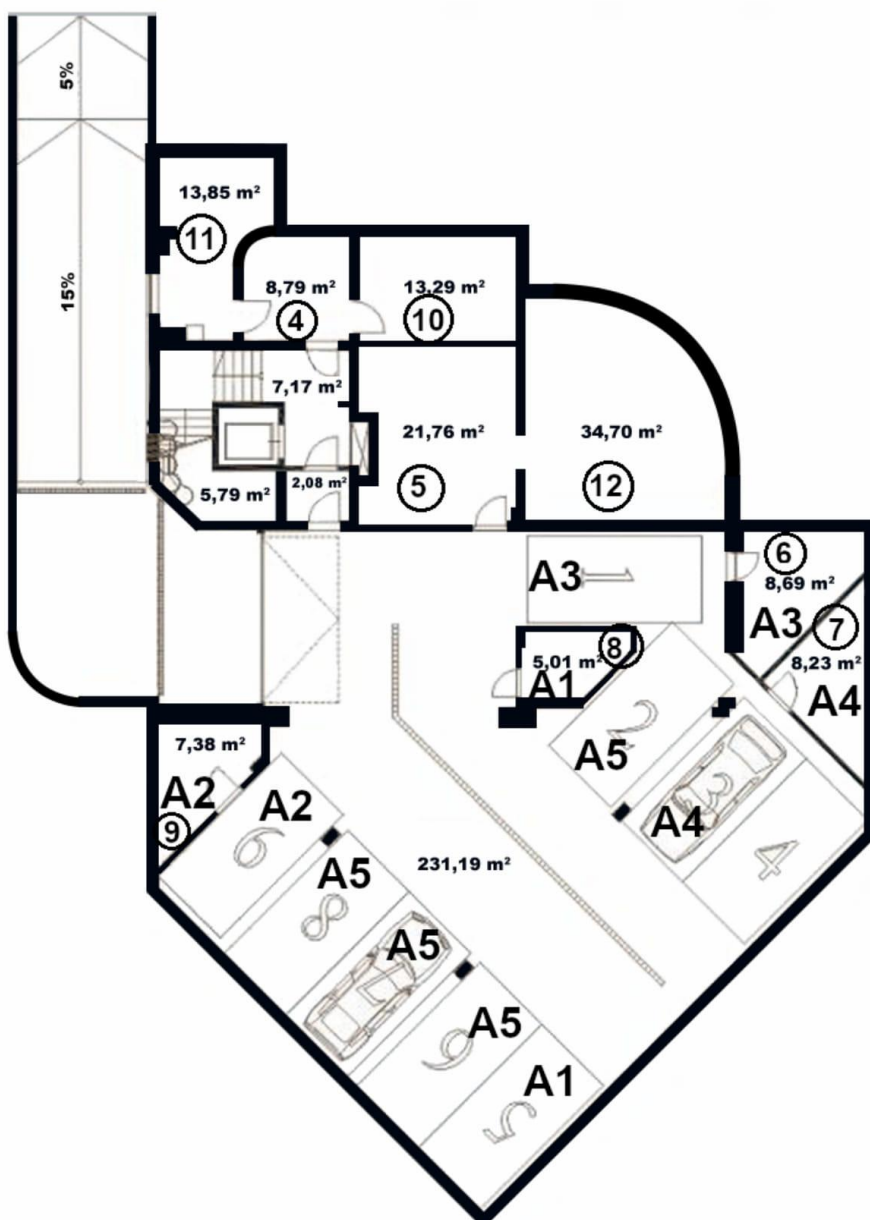 5%
15%
13,85 m²
11
8,79 m²
4
13,29 m²
10
7,17 m²
21,76 m²
5
34,70 m²
12
5,79 m²
2,08 m²
A3
1
6
8,69 m²
A3
7
8,23 m²
A4
8
5,01 m²
A1
2
A5
3
A4
4
7,38 m²
A2
9
A2
9
231,19 m²
A5
8
A5
A5
6
A1
5